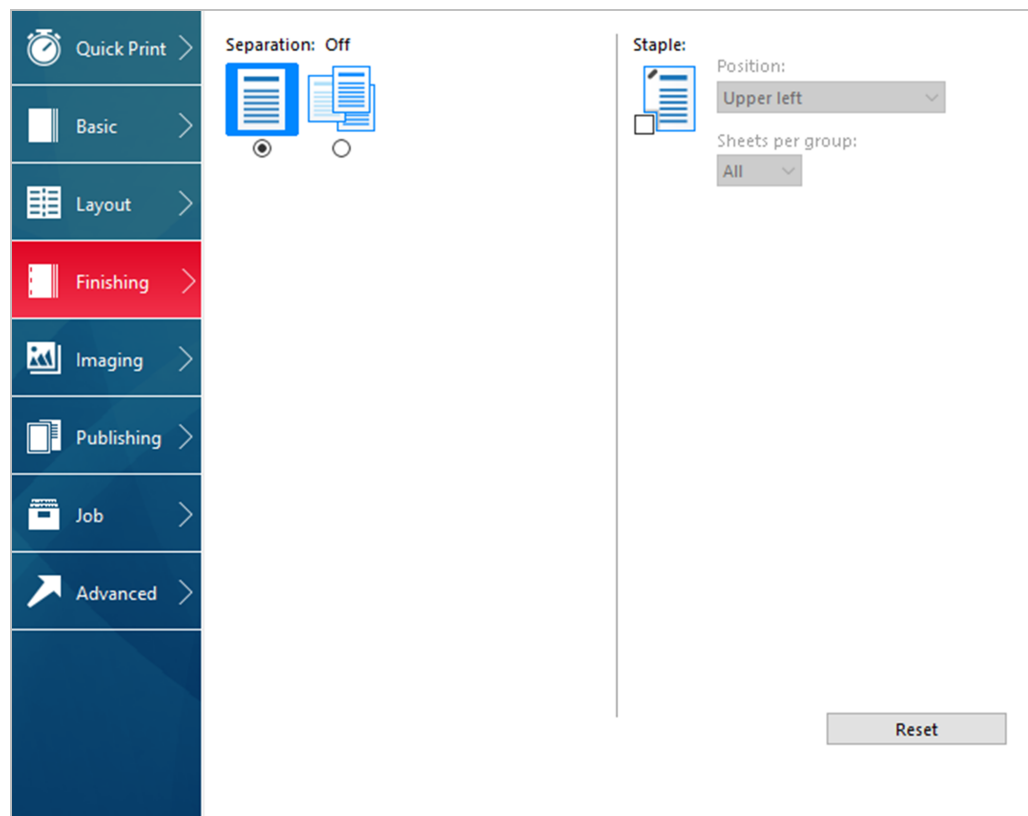 Quick Print
Basic
Layout
Finishing
Imaging
Publishing
Job
Advanced
Separation: Off
Staple:
Position:
Upper left
Sheets per group:
All
Reset